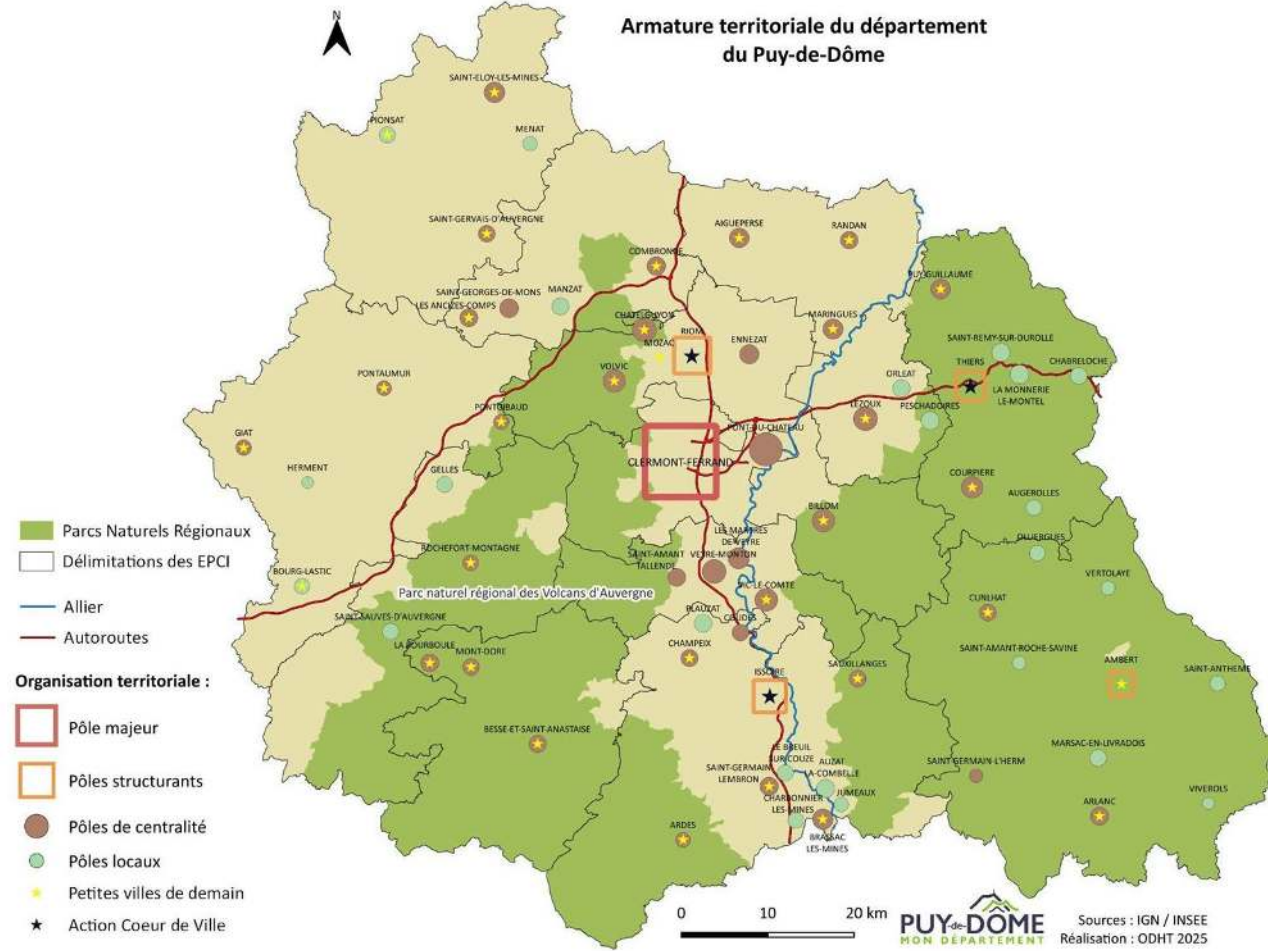 Armature territoriale du département
du Puy-de-Dôme
N
SAINT-ELOY-LES-MINES
PIONSAT
MENAT
SAINT-GERVAIS-D'AUVERGNE
AIGUEPERSE
RANDAN
COMBRONDE
PUY-GUILLAUME
SAINT-GEORGES-DE-MONS
MANZAT
LES ANCIZES-COMPS
CHATEL-GUYON
RIOM
MARINGUES
MOZAC
ENNEZAT
SAINT-REMY-SUR-DUROLLE
THIERS
CHABRELOCHE
VOLVIC
PONTAUMUR
ORLEAT
LA MONNERIE
LE-MONTEL
PONTGIBAUD
LEZOUX
PESCHADOIRES
GIAT
PONT-DU-CHATEAU
CLERMONT-FERRAND
HERMENT
GELLES
COURPIERE
AUGEROLLES
BILLOM
LES MARTRES
DE-VEYRE
OLLIERGUES
ROCHEFORT-MONTAGNE
SAINT-AMANT
TALLENDE
VEYRE-MONTON
BOURG-LASTIC
VIC-LE-COMTE
VERTOLAYE
Parc naturel régional des Volcans d'Auvergne
CUNLHAT
SAINT-SAUVES-D'AUVERGNE
PLAUZAT
COUDES
LA BOURBOULE
MONT-DORE
CHAMPEIX
SAUXILLANGES
SAINT-AMANT-ROCHE-SAVINE
AMBERT
SAINT-ANTHEME
ISSOIRE
BESSE-ET-SAINT-ANASTAISE
LE BREUIL
SUR-COUZE
MARSAC-EN-LIVRADOIS
SAINT-GERMAIN
LEMBRON
AUZAT
LA-COMBELLE
SAINT-GERMAIN-L'HERM
JUMEAUX
CHARBONNIER
LES-MINES
VIVEROLS
ARLANC
ARDES
BRASSAC
LES-MINES
Parcs Naturels Régionaux
Délimitations des EPCI
Allier
Autoroutes
Organisation territoriale :
Pôle majeur
Pôles structurants
Pôles de centralité
Pôles locaux
Petites villes de demain
Action Coeur de Ville
0 10 20 km
PUY-de-DÔME
MON DÉPARTEMENT
Sources : IGN / INSEE
Réalisation : ODHT 2025